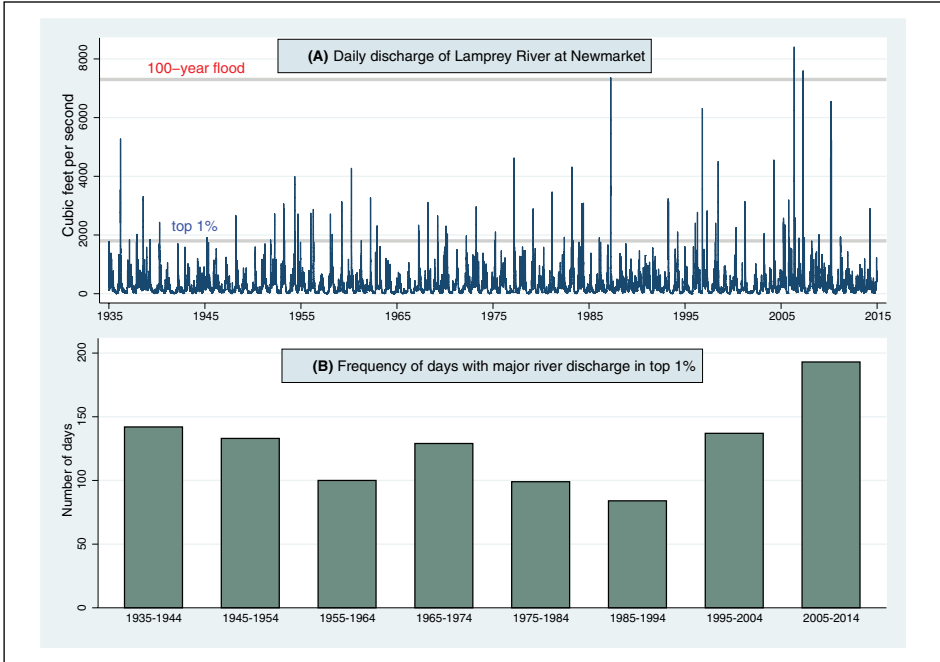 (A) Daily discharge of Lamprey River at Newmarket
Cubic feet per second
8000
6000
4000
2000
0
100−year flood
top 1%
1935 1945 1955 1965 1975 1985 1995 2005 2015
(B) Frequency of days with major river discharge in top 1%
Number of days
200
150
100
50
0
1935-1944 1945-1954 1955-1964 1965-1974 1975-1984 1985-1994 1995-2004 2005-2014